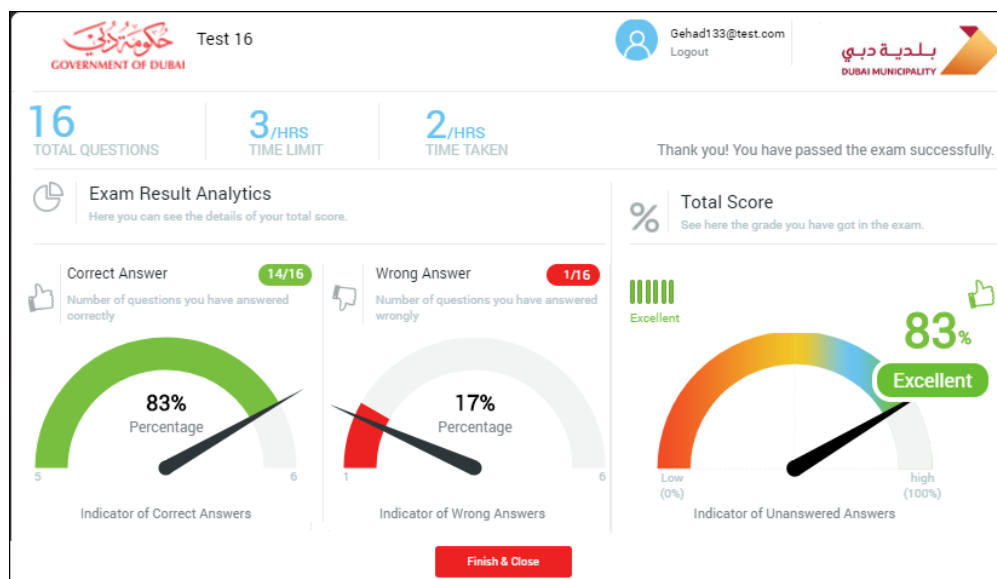 حكومة دبي
GOVERNMENT OF DUBAI
Test 16
Gehad133@test.com
Logout
بلدية دبي
DUBAI MUNICIPALITY
16
TOTAL QUESTIONS
3/HRS
TIME LIMIT
2/HRS
TIME TAKEN
Thank you! You have passed the exam successfully.
Exam Result Analytics
Here you can see the details of your total score.
% Total Score
See here the grade you have got in the exam.
Correct Answer 14/16
Number of questions you have answered
correctly
83%
Percentage
5 6
Indicator of Correct Answers
Wrong Answer 1/16
Number of questions you have answered
wrongly
17%
Percentage
1 6
Indicator of Wrong Answers
Excellent
83%
Excellent
Low
(0%)
high
(100%)
Indicator of Unanswered Answers
Finish & Close